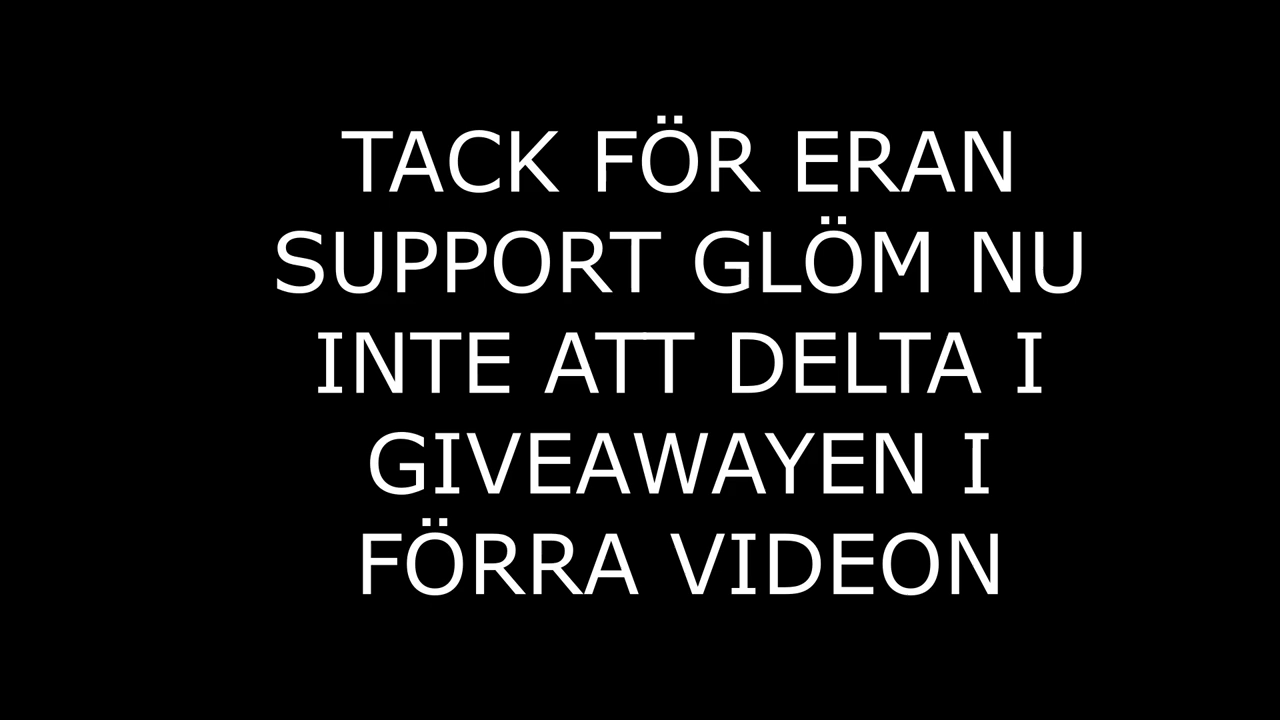 TACK FÖR ERAN
SUPPORT GLÖM NU
INTE ATT DELTA I
GIVEAWAYEN I
FÖRRA VIDEON